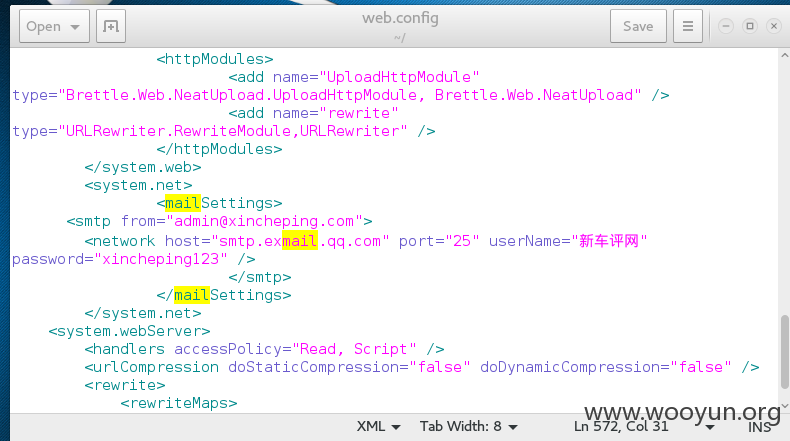 Open
web.config
~/
Save
<httpModules>
<add name="UploadHttpModule"
type="Brettle.Web.NeatUpload.UploadHttpModule, Brettle.Web.NeatUpload" />
<add name="rewrite"
type="URLRewriter.RewriteModule,URLRewriter" />
</httpModules>
</system.web>
<system.net>
<mailSettings>
<smtp from="admin@xincheping.com">
<network host="smtp.exmail.qq.com" port="25" userName="新车评网"
password="xincheping123" />
</smtp>
</mailSettings>
</system.net>
<system.webServer>
<handlers accessPolicy="Read, Script" />
<urlCompression doStaticCompression="false" doDynamicCompression="false" />
<rewrite>
<rewriteMaps>
www.wooyun.org
XML Tab Width: 8 Ln 572, Col 31 INS